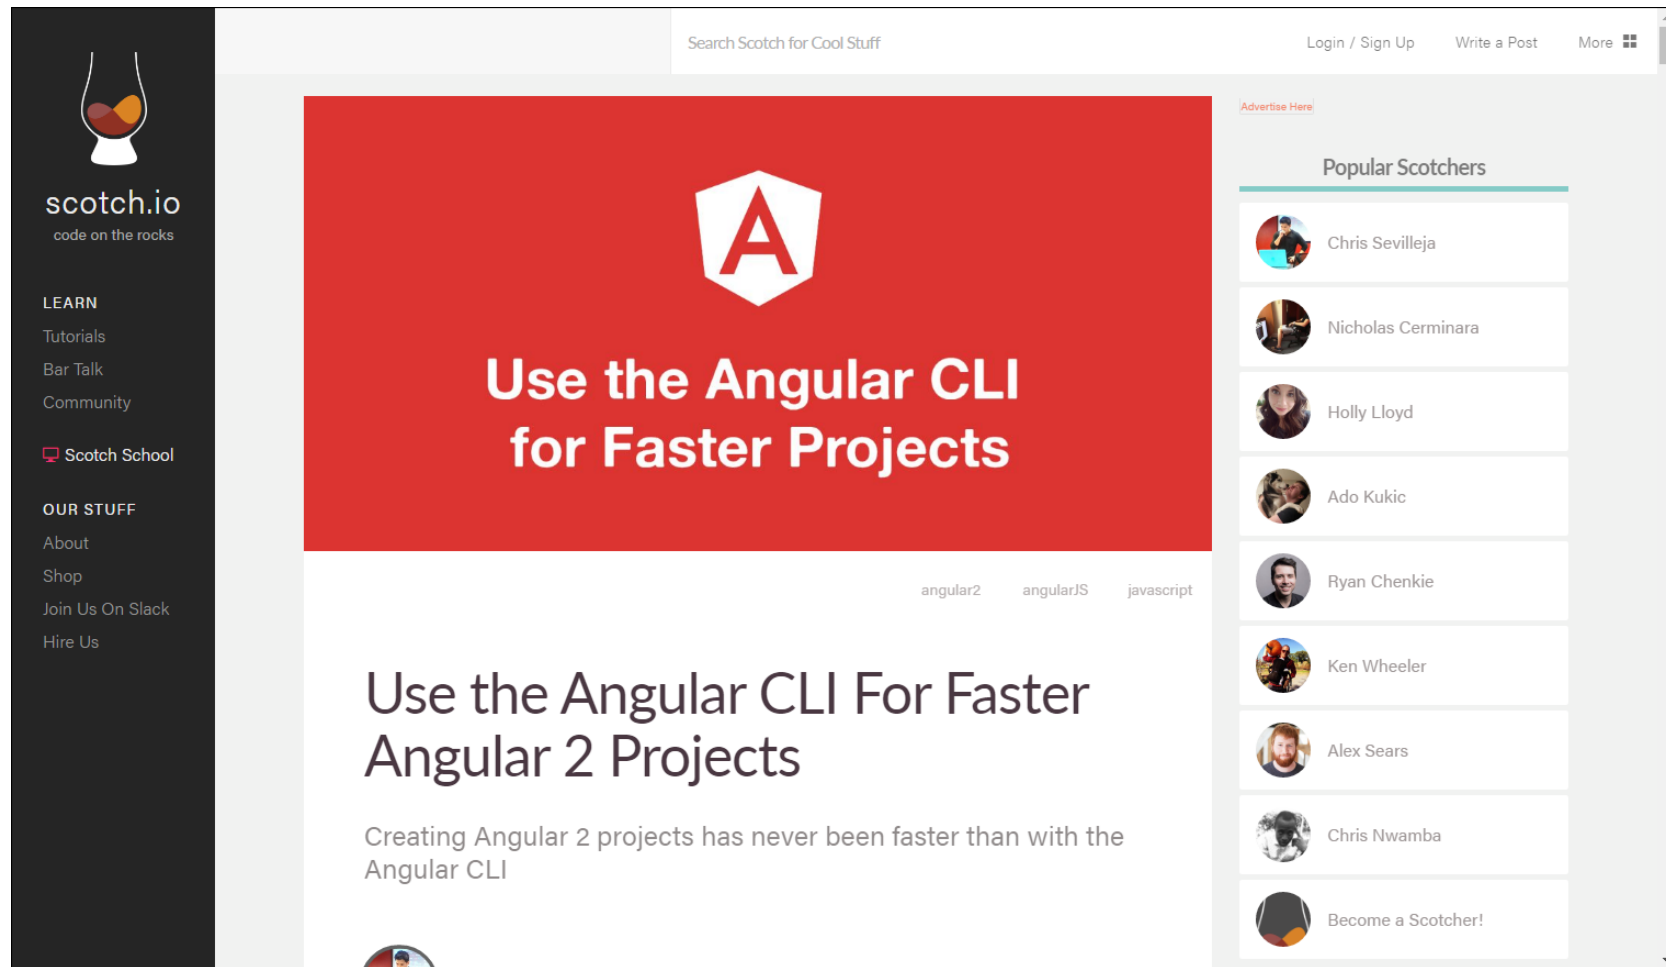 scotch.io
code on the rocks
LEARN
Tutorials
Bar Talk
Community
Scotch School
OUR STUFF
About
Shop
Join Us On Slack
Hire Us
Search Scotch for Cool Stuff
Login / Sign Up
Write a Post
More
A
Use the Angular CLI
for Faster Projects
angular2 angularJS javascript
Use the Angular CLI For Faster
Angular 2 Projects
Creating Angular 2 projects has never been faster than with the
Angular CLI
Advertise Here
Popular Scotchers
Chris Sevilleja
Nicholas Cerminara
Holly Lloyd
Ado Kukic
Ryan Chenkie
Ken Wheeler
Alex Sears
Chris Nwamba
Become a Scotcher!